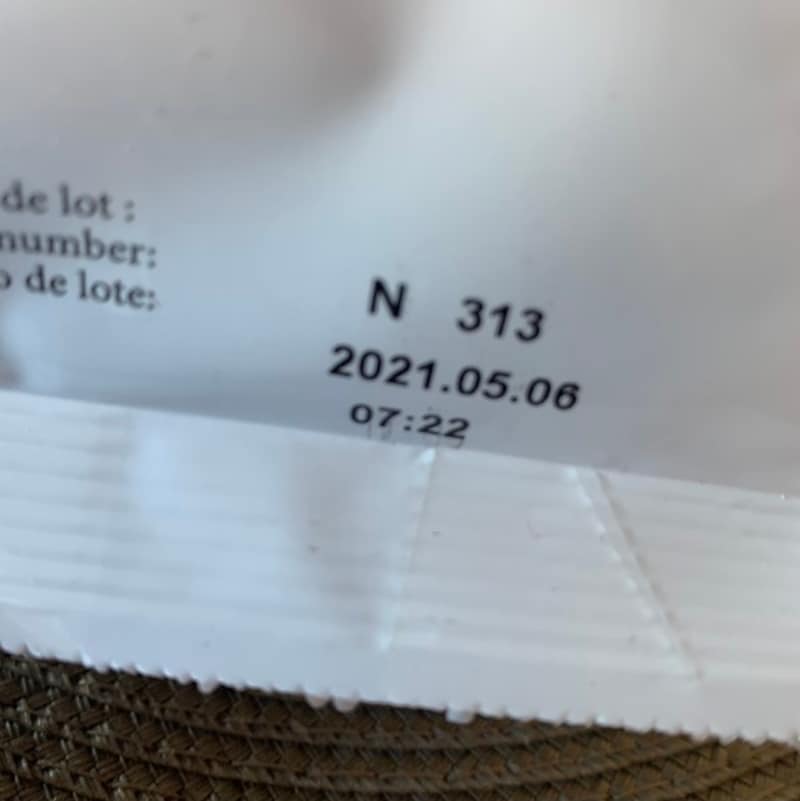 de lot :
number:
de lote:
N 313
2021.05.06
07:22